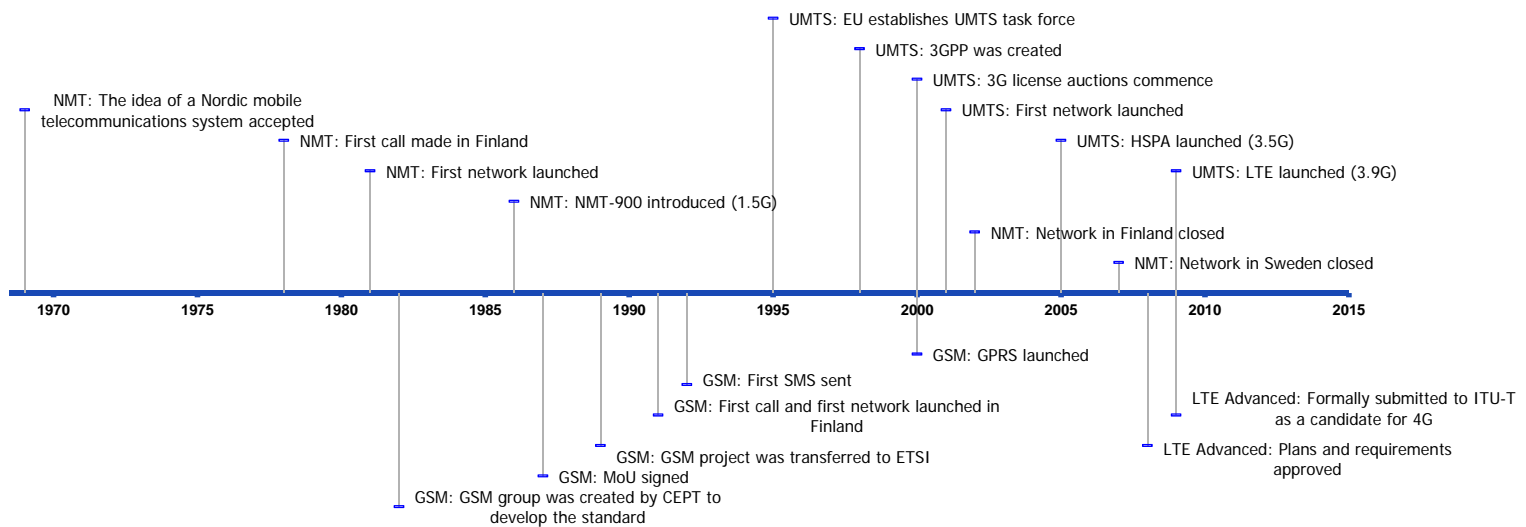 UMTS: EU establishes UMTS task force
UMTS: 3GPP was created
UMTS: 3G license auctions commence
NMT: The idea of a Nordic mobile
telecommunications system accepted
UMTS: First network launched
NMT: First call made in Finland
UMTS: HSPA launched (3.5G)
NMT: First network launched
UMTS: LTE launched (3.9G)
NMT: NMT-900 introduced (1.5G)
NMT: Network in Finland closed
NMT: Network in Sweden closed
1970 1975 1980 1985 1990 1995 2000 2005 2010 2015
GSM: GPRS launched
GSM: First SMS sent
GSM: First call and first network launched in
Finland
LTE Advanced: Formally submitted to ITU-T
as a candidate for 4G
GSM: GSM project was transferred to ETSI
LTE Advanced: Plans and requirements
approved
GSM: MoU signed
GSM: GSM group was created by CEPT to
develop the standard